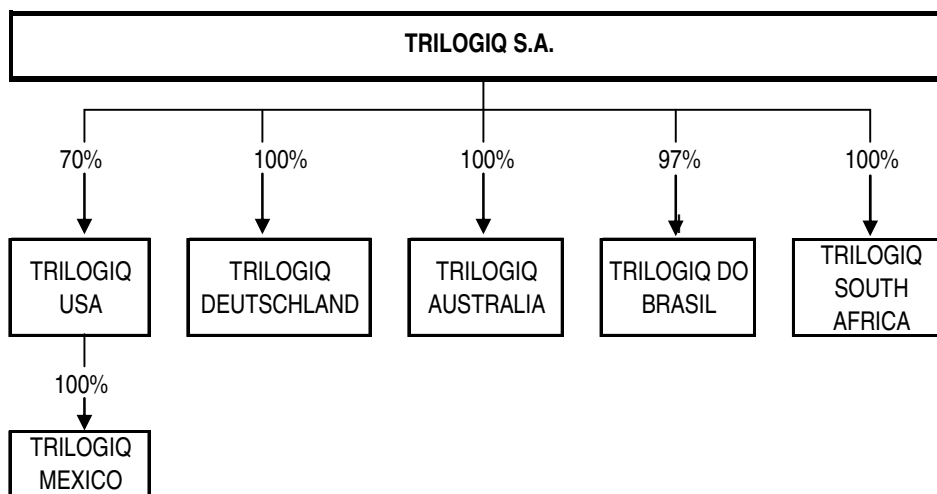 TRILOGIQ S.A.
70%
100%
100%
97%
100%
TRILOGIQ
USA
TRILOGIQ
DEUTSCHLAND
TRILOGIQ
AUSTRALIA
TRILOGIQ DO
BRASIL
TRILOGIQ
SOUTH
AFRICA
100%
TRILOGIQ
MEXICO